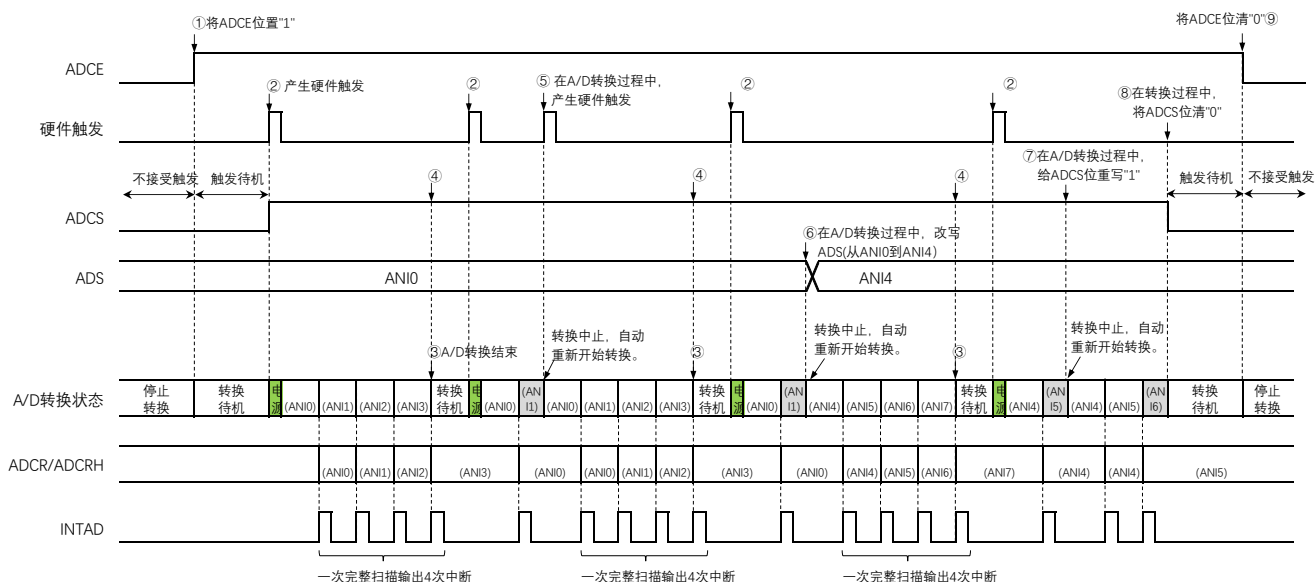 ①将ADCE位置"1"
将ADCE位清"0"⑨
ADCE
② 产生硬件触发
②
⑤ 在A/D转换过程中，
产生硬件触发
②
②
⑧在转换过程中，
将ADCS位清"0"
硬件触发
⑦在A/D转换过程中，
给ADCS位重写"1"
不接受触发
触发待机
④
④
④
触发待机
不接受触发
ADCS
⑥在A/D转换过程中，改写
ADS(从ANI0到ANI4)
ADS
ANI0
ANI4
③A/D转换结束
转换中止，自动
重新开始转换。
③
转换中止，自动
重新开始转换。
③
转换中止，自动
重新开始转换。
A/D转换状态
停止
转换
转换
待机
电
源
(ANI0)
(ANI1)
(ANI2)
(ANI3)
转换
待机
电
源
(ANI0)
(AN
I1)
(ANI0)
(ANI1)
(ANI2)
(ANI3)
转换
待机
电
源
(ANI0)
(AN
I1)
(ANI4)
(ANI5)
(ANI6)
(ANI7)
转换
待机
电
源
(ANI4)
(AN
I5)
(ANI4)
(ANI5)
(AN
I6)
转换
待机
停止
转换
ADCR/ADCRH
(ANI0)
(ANI1)
(ANI2)
(ANI3)
(ANI0)
(ANI0)
(ANI1)
(ANI2)
(ANI3)
(ANI0)
(ANI4)
(ANI5)
(ANI6)
(ANI7)
(ANI4)
(ANI4)
(ANI5)
INTAD
一次完整扫描输出4次中断
一次完整扫描输出4次中断
一次完整扫描输出4次中断